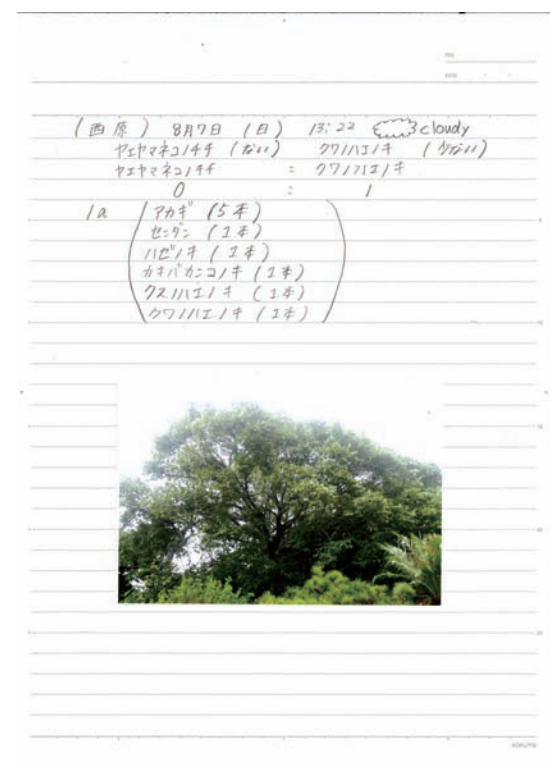 (西原) 8月7日 (日) 13:22 cloudy
ヤエヤマネコノチチ (ない) クワノハエノキ (少ない)
ヤエヤマネコノチチ : クワノハエノキ
0 : 1
1a アカギ (5本)
センダン (1本)
ハゼノキ (1本)
カキバカンコノキ (1本)
クスノハエノキ (1本)
クワノハエノキ (1本)
KOKUYO